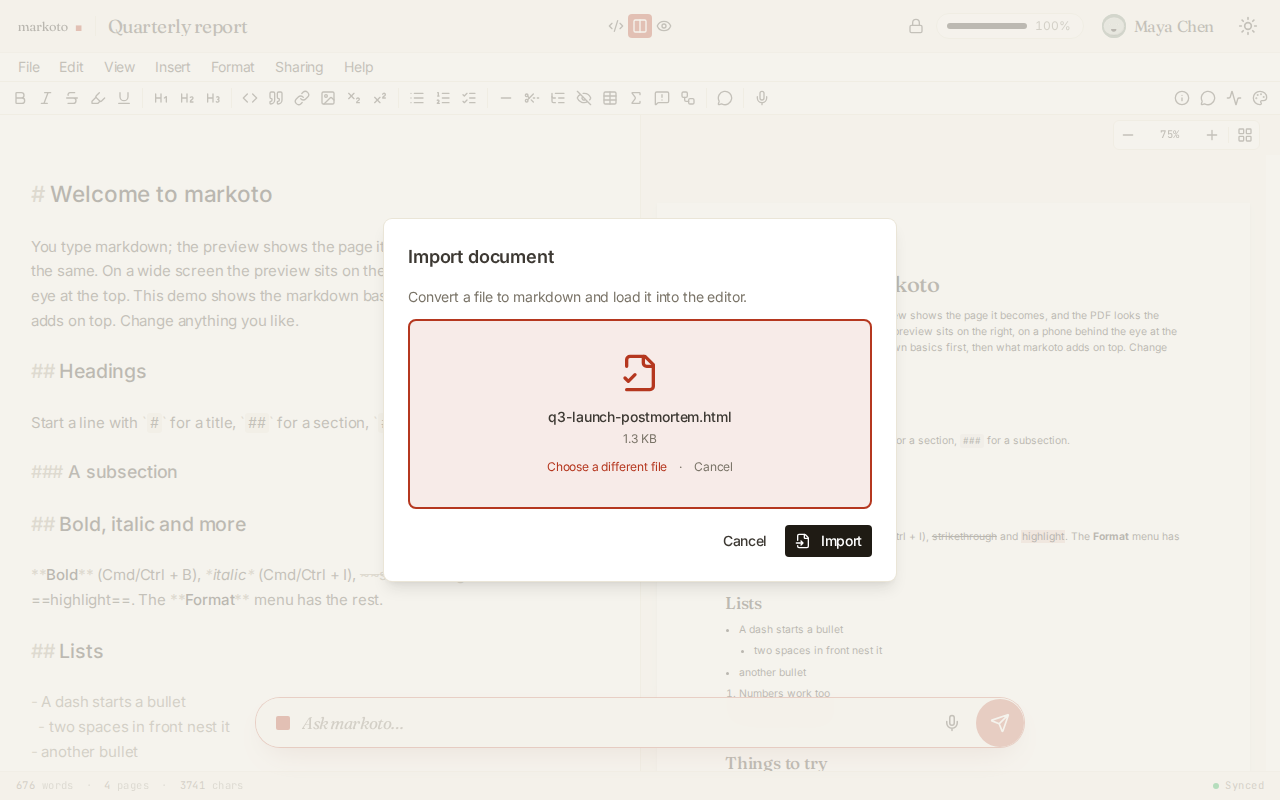 markoto
Quarterly report
100%
Maya Chen
File Edit View Insert Format Sharing Help
H1 H2 H3
75%
# Welcome to markoto
You type markdown; the preview shows the page it
the same. On a wide screen the preview sits on the
eye at the top. This demo shows the markdown bas
adds on top. Change anything you like.
## Headings
Start a line with `#` for a title, `##` for a section, `
### A subsection
## Bold, italic and more
**Bold** (Cmd/Ctrl + B), *italic* (Cmd/Ctrl + I), ~~s
==highlight==. The **Format** menu has the rest.
## Lists
- A dash starts a bullet
- two spaces in front nest it
- another bullet
Import document
Convert a file to markdown and load it into the editor.
q3-launch-postmortem.html
1.3 KB
Choose a different file · Cancel
Cancel Import
koto
w shows the page it becomes, and the PDF looks the
review sits on the right, on a phone behind the eye at the
wn basics first, then what markoto adds on top. Change
or a section, ### for a subsection.
trl + I), strikethrough and highlight. The Format menu has
Lists
• A dash starts a bullet
• two spaces in front nest it
• another bullet
1. Numbers work too
Things to try
Ask markoto...
676 words · 4 pages · 3741 chars
Synced